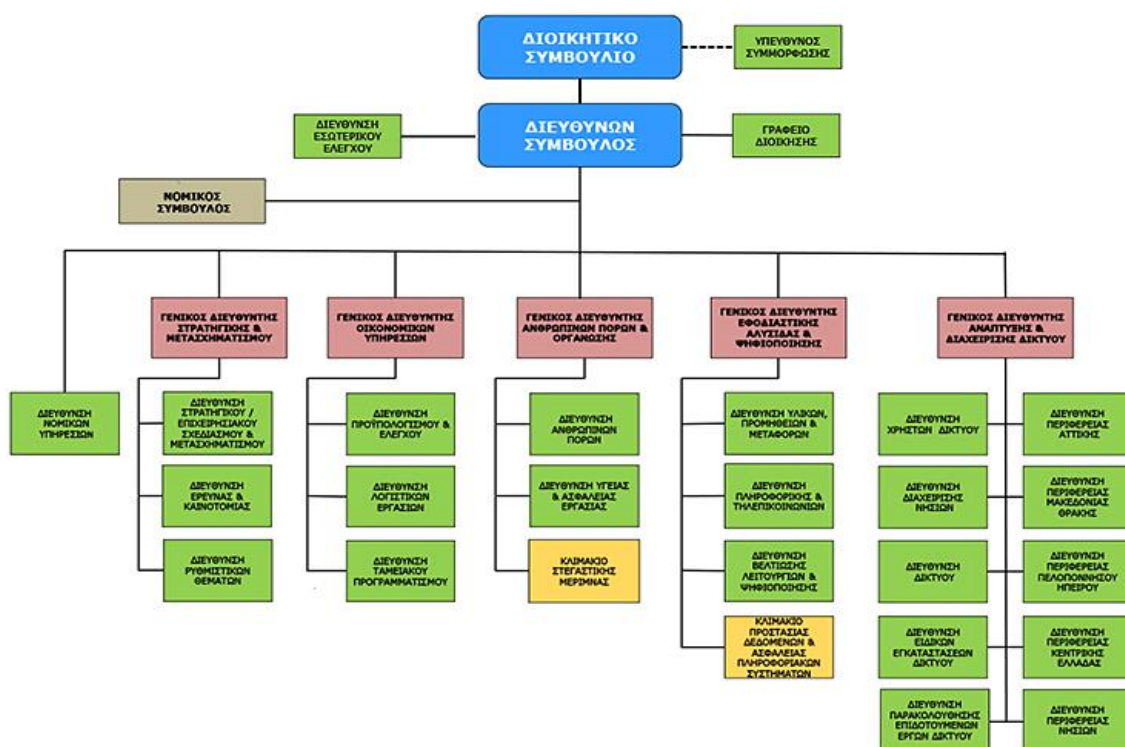 ΔΙΟΙΚΗΤΙΚΟ
ΣΥΜΒΟΥΛΙΟ
ΥΠΕΥΘΥΝΟΣ
ΣΥΜΜΟΡΦΩΣΗΣ
ΔΙΕΥΘΥΝΣΗ
ΕΣΩΤΕΡΙΚΟΥ
ΕΛΕΓΧΟΥ
ΔΙΕΥΘΥΝΩΝ
ΣΥΜΒΟΥΛΟΣ
ΓΡΑΦΕΙΟ
ΔΙΟΙΚΗΣΗΣ
ΝΟΜΙΚΟΣ
ΣΥΜΒΟΥΛΟΣ
ΓΕΝΙΚΟΣ ΔΙΕΥΘΥΝΤΗΣ
ΣΤΡΑΤΗΓΙΚΗΣ &
ΜΕΤΑΣΧΗΜΑΤΙΣΜΟΥ
ΓΕΝΙΚΟΣ ΔΙΕΥΘΥΝΤΗΣ
ΟΙΚΟΝΟΜΙΚΩΝ
ΥΠΗΡΕΣΙΩΝ
ΓΕΝΙΚΟΣ ΔΙΕΥΘΥΝΤΗΣ
ΑΝΘΡΩΠΙΝΩΝ ΠΟΡΩΝ &
ΟΡΓΑΝΩΣΗΣ
ΓΕΝΙΚΟΣ ΔΙΕΥΘΥΝΤΗΣ
ΕΦΟΔΙΑΣΤΙΚΗΣ
ΑΛΥΣΙΔΑΣ &
ΨΗΦΙΟΠΟΙΗΣΗΣ
ΓΕΝΙΚΟΣ ΔΙΕΥΘΥΝΤΗΣ
ΑΝΑΠΤΥΞΗΣ &
ΔΙΑΧΕΙΡΙΣΗΣ ΔΙΚΤΥΟΥ
ΔΙΕΥΘΥΝΣΗ
ΝΟΜΙΚΩΝ
ΥΠΗΡΕΣΙΩΝ
ΔΙΕΥΘΥΝΣΗ
ΣΤΡΑΤΗΓΙΚΟΥ /
ΕΠΙΧΕΙΡΗΣΙΑΚΟΥ
ΣΧΕΔΙΑΣΜΟΥ &
ΜΕΤΑΣΧΗΜΑΤΙΣΜΟΥ
ΔΙΕΥΘΥΝΣΗ
ΠΡΟΫΠΟΛΟΓΙΣΜΟΥ &
ΕΛΕΓΧΟΥ
ΔΙΕΥΘΥΝΣΗ
ΑΝΘΡΩΠΙΝΩΝ
ΠΟΡΩΝ
ΔΙΕΥΘΥΝΣΗ ΥΛΙΚΩΝ,
ΠΡΟΜΗΘΕΙΩΝ &
ΜΕΤΑΦΟΡΩΝ
ΔΙΕΥΘΥΝΣΗ
ΧΡΗΣΤΩΝ ΔΙΚΤΥΟΥ
ΔΙΕΥΘΥΝΣΗ
ΠΕΡΙΦΕΡΕΙΑΣ
ΑΤΤΙΚΗΣ
ΔΙΕΥΘΥΝΣΗ
ΕΡΕΥΝΑΣ &
ΚΑΙΝΟΤΟΜΙΑΣ
ΔΙΕΥΘΥΝΣΗ
ΛΟΓΙΣΤΙΚΩΝ
ΕΡΓΑΣΙΩΝ
ΔΙΕΥΘΥΝΣΗ ΥΓΕΙΑΣ
& ΑΣΦΑΛΕΙΑΣ
ΕΡΓΑΣΙΑΣ
ΔΙΕΥΘΥΝΣΗ
ΠΛΗΡΟΦΟΡΙΚΗΣ &
ΤΗΛΕΠΙΚΟΙΝΩΝΙΩΝ
ΔΙΕΥΘΥΝΣΗ
ΔΙΑΧΕΙΡΙΣΗΣ
ΝΗΣΙΩΝ
ΔΙΕΥΘΥΝΣΗ
ΠΕΡΙΦΕΡΕΙΑΣ
ΜΑΚΕΔΟΝΙΑΣ
ΘΡΑΚΗΣ
ΔΙΕΥΘΥΝΣΗ
ΡΥΘΜΙΣΤΙΚΩΝ
ΘΕΜΑΤΩΝ
ΔΙΕΥΘΥΝΣΗ
ΤΑΜΕΙΑΚΟΥ
ΠΡΟΓΡΑΜΜΑΤΙΣΜΟΥ
ΚΛΙΜΑΚΙΟ
ΣΤΕΓΑΣΤΙΚΗΣ
ΜΕΡΙΜΝΑΣ
ΔΙΕΥΘΥΝΣΗ
ΒΕΛΤΙΩΣΗΣ
ΛΕΙΤΟΥΡΓΙΩΝ &
ΨΗΦΙΟΠΟΙΗΣΗΣ
ΔΙΕΥΘΥΝΣΗ
ΔΙΚΤΥΟΥ
ΔΙΕΥΘΥΝΣΗ
ΠΕΡΙΦΕΡΕΙΑΣ
ΠΕΛΟΠΟΝΝΗΣΟΥ
ΗΠΕΙΡΟΥ
ΚΛΙΜΑΚΙΟ
ΠΡΟΣΤΑΣΙΑΣ
ΔΕΔΟΜΕΝΩΝ &
ΑΣΦΑΛΕΙΑΣ
ΠΛΗΡΟΦΟΡΙΑΚΩΝ
ΣΥΣΤΗΜΑΤΩΝ
ΔΙΕΥΘΥΝΣΗ
ΕΙΔΙΚΩΝ
ΕΓΚΑΤΑΣΤΑΣΕΩΝ
ΔΙΚΤΥΟΥ
ΔΙΕΥΘΥΝΣΗ
ΠΕΡΙΦΕΡΕΙΑΣ
ΚΕΝΤΡΙΚΗΣ
ΕΛΛΑΔΑΣ
ΔΙΕΥΘΥΝΣΗ
ΠΑΡΑΚΟΛΟΥΘΗΣΗΣ
ΕΠΙΔΟΤΟΥΜΕΝΩΝ
ΕΡΓΩΝ ΔΙΚΤΥΟΥ
ΔΙΕΥΘΥΝΣΗ
ΠΕΡΙΦΕΡΕΙΑΣ
ΝΗΣΙΩΝ